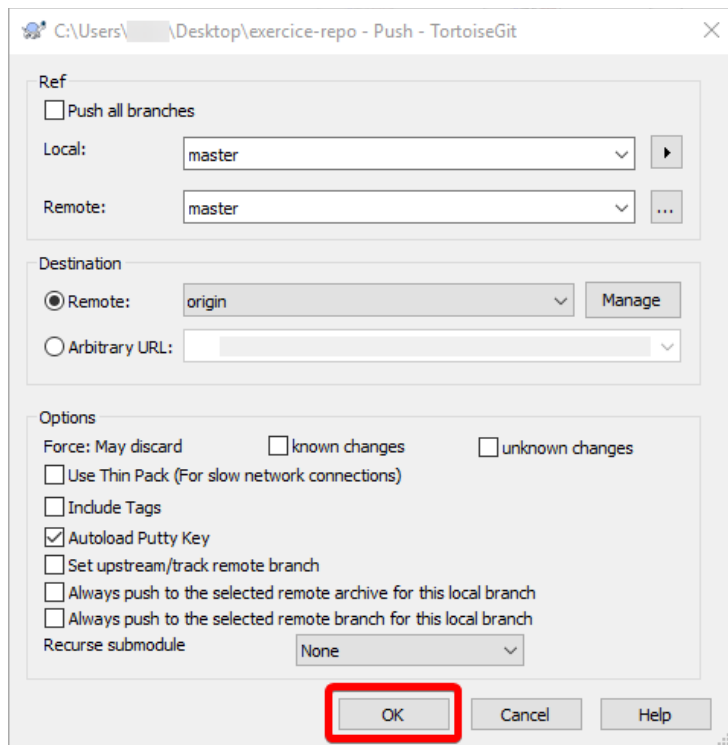 C:\Users\ \Desktop\exercice-repo - Push - TortoiseGit
Ref
Push all branches
Local: master
Remote: master ...
Destination
Remote: origin Manage
Arbitrary URL:
Options
Force: May discard known changes unknown changes
Use Thin Pack (For slow network connections)
Include Tags
Autoload Putty Key
Set upstream/track remote branch
Always push to the selected remote archive for this local branch
Always push to the selected remote branch for this local branch
Recurse submodule None
OK Cancel Help